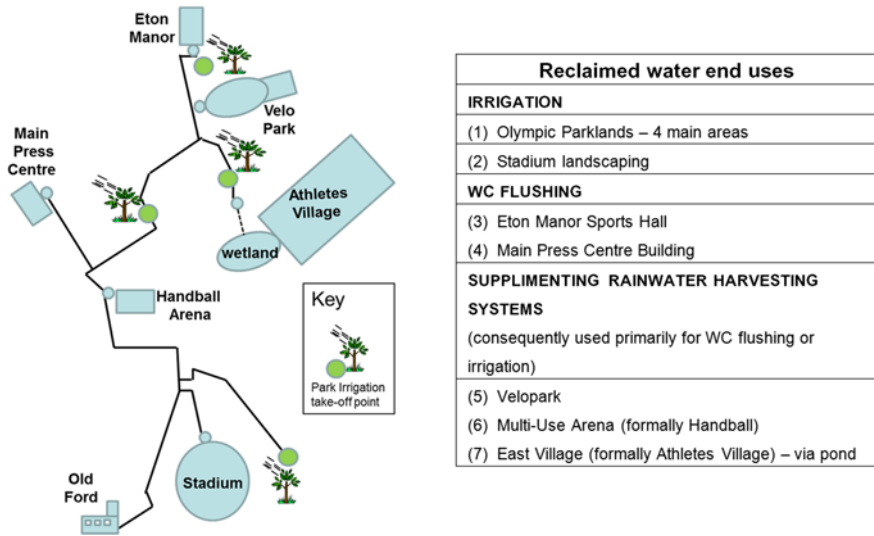 Eton
Manor
Velo
Park
Main
Press
Centre
Athletes
Village
wetland
Handball
Arena
Key
Park Irrigation
take-off point
Stadium
Old
Ford
Reclaimed water end uses
IRRIGATION
(1) Olympic Parklands – 4 main areas
(2) Stadium landscaping
WC FLUSHING
(3) Eton Manor Sports Hall
(4) Main Press Centre Building
SUPPLIMENTING RAINWATER HARVESTING
SYSTEMS
(consequently used primarily for WC flushing or
irrigation)
(5) Velopark
(6) Multi-Use Arena (formally Handball)
(7) East Village (formally Athletes Village) – via pond